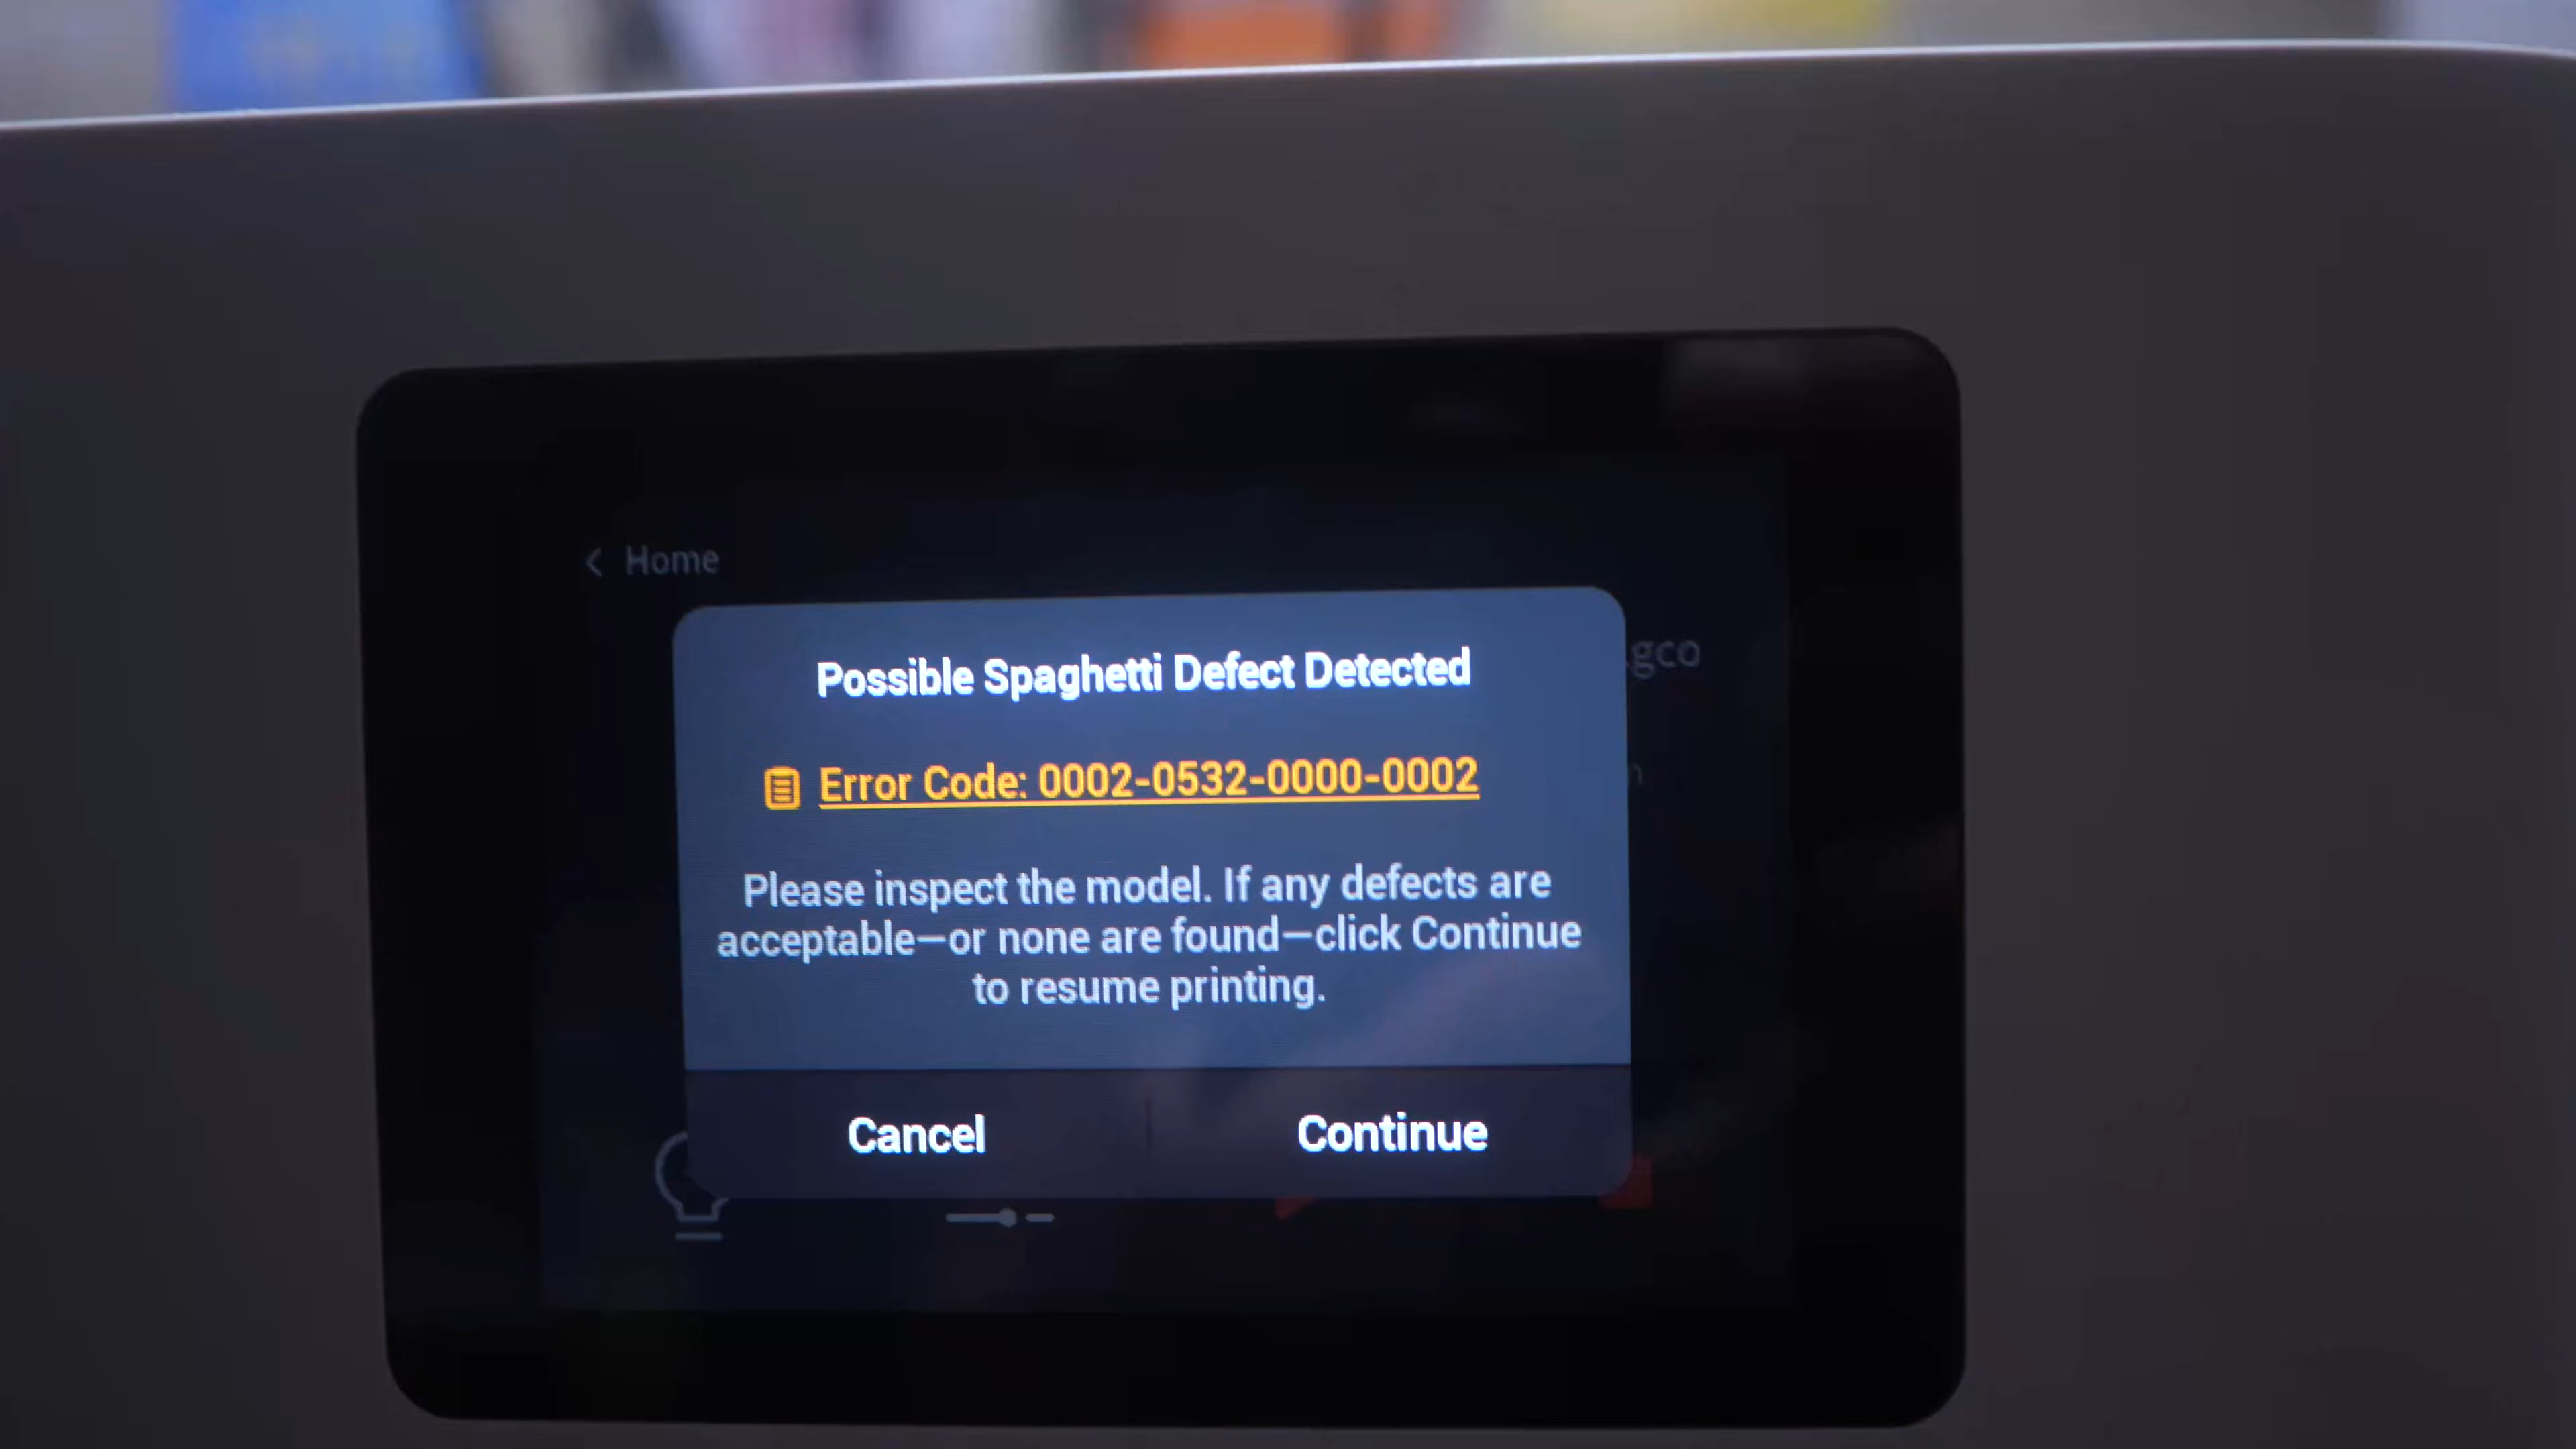 Home
Possible Spaghetti Defect Detected
gco
Error Code: 0002-0532-0000-0002
Please inspect the model. If any defects are
acceptable—or none are found—click Continue
to resume printing.
Cancel
Continue